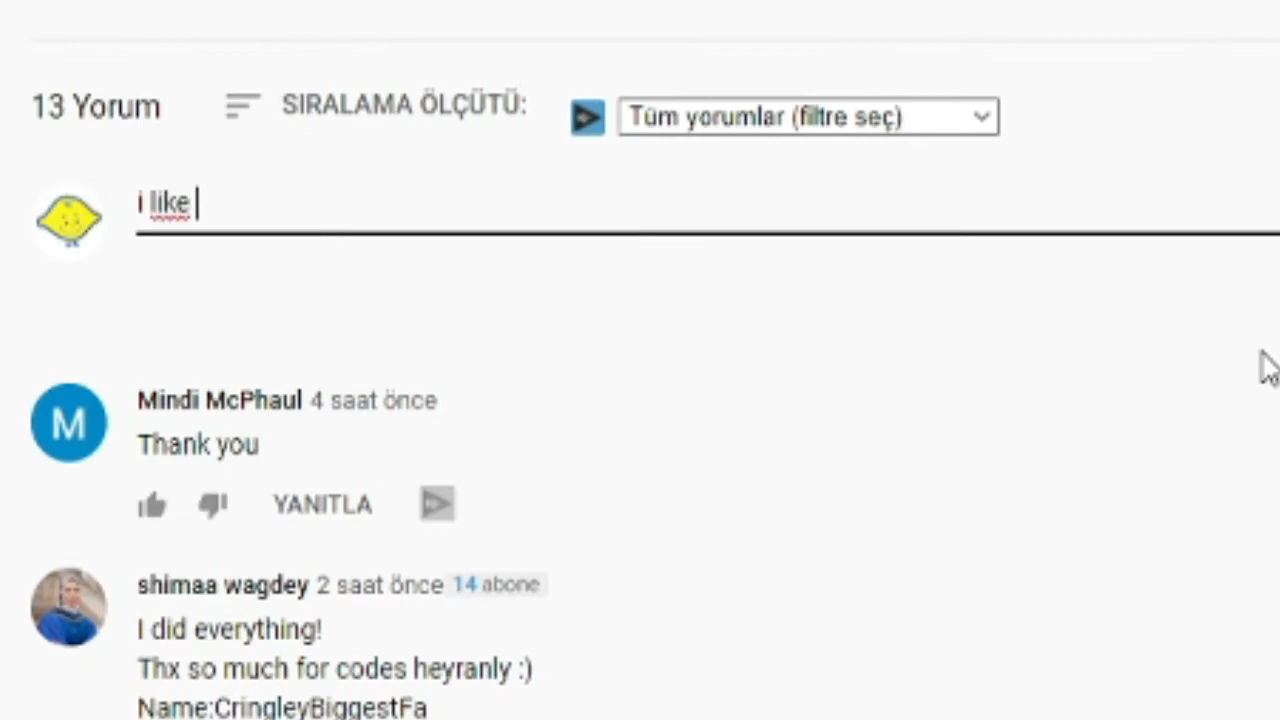 13 Yorum
SIRALAMA ÖLÇÜTÜ:
Tüm yorumlar (filtre seç)
i like
M
Mindi McPhaul 4 saat önce
Thank you
YANITLA
shimaa wagdey 2 saat önce 14 abone
I did everything!
Thx so much for codes heyranly :)
Name:CringleyBiggestFa